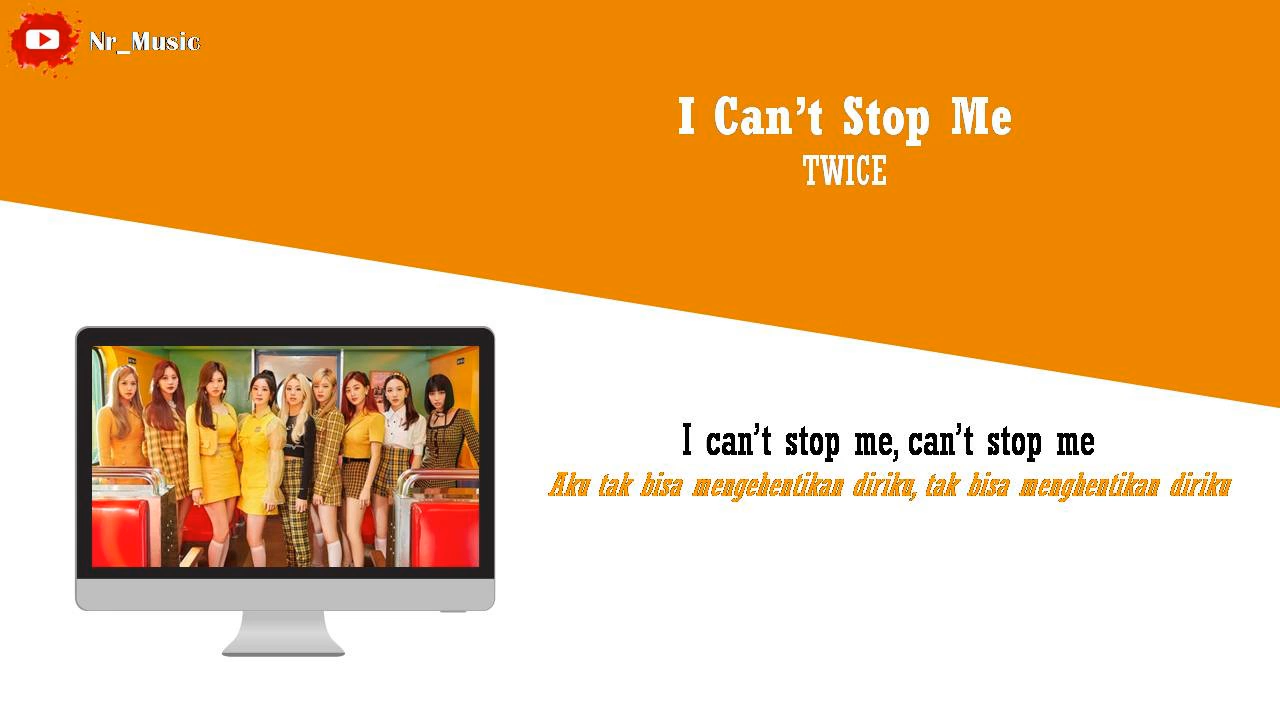 Nr_Music
I Can’t Stop Me
TWICE
I can’t stop me, can’t stop me
Aku tak bisa mengehentikan diriku, tak bisa menghentikan diriku